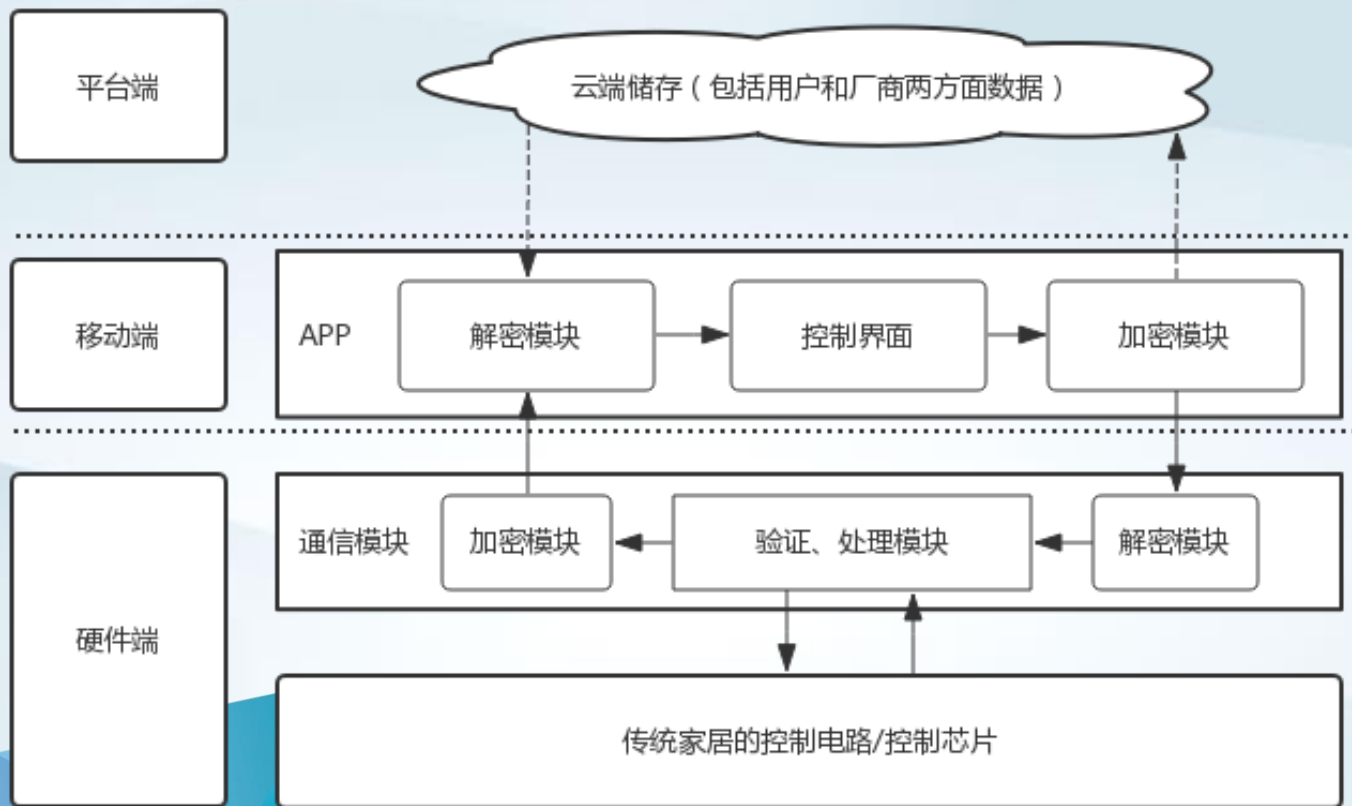 平台端
云端储存（包括用户和厂商两方面数据）
移动端
APP
解密模块
控制界面
加密模块
硬件端
通信模块
加密模块
验证、处理模块
解密模块
传统家居的控制电路/控制芯片